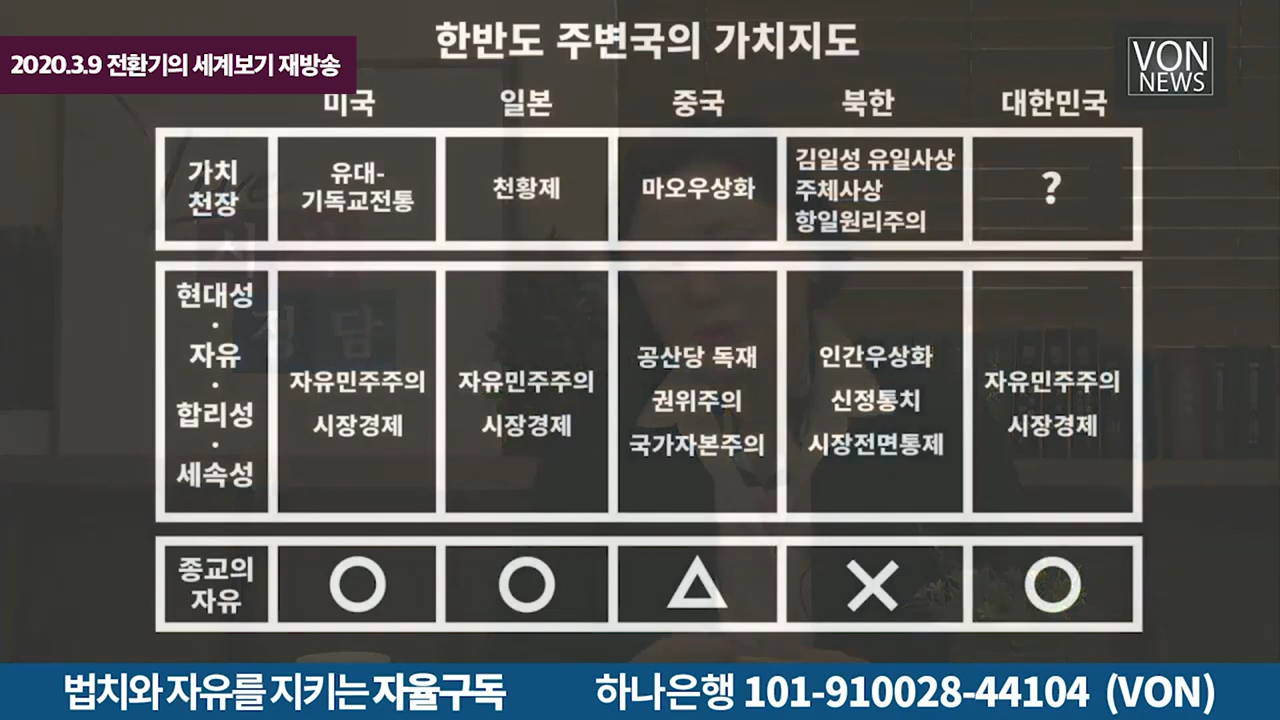 한반도 주변국의 가치지도
2020.3.9 전환기의 세계보기 재방송
VON
NEWS
미국 일본 중국 북한 대한민국
가치
천장
유대-
기독교전통
천황제
마오우상화
김일성 유일사상
주체사상
항일원리주의
?
현대성
·
자유
·
합리성
·
세속성
자유민주주의
시장경제
자유민주주의
시장경제
공산당 독재
권위주의
국가자본주의
인간우상화
신정통치
시장전면통제
자유민주주의
시장경제
종교의
자유
정담
법치와 자유를 지키는 자율구독
하나은행 101-910028-44104 (VON)